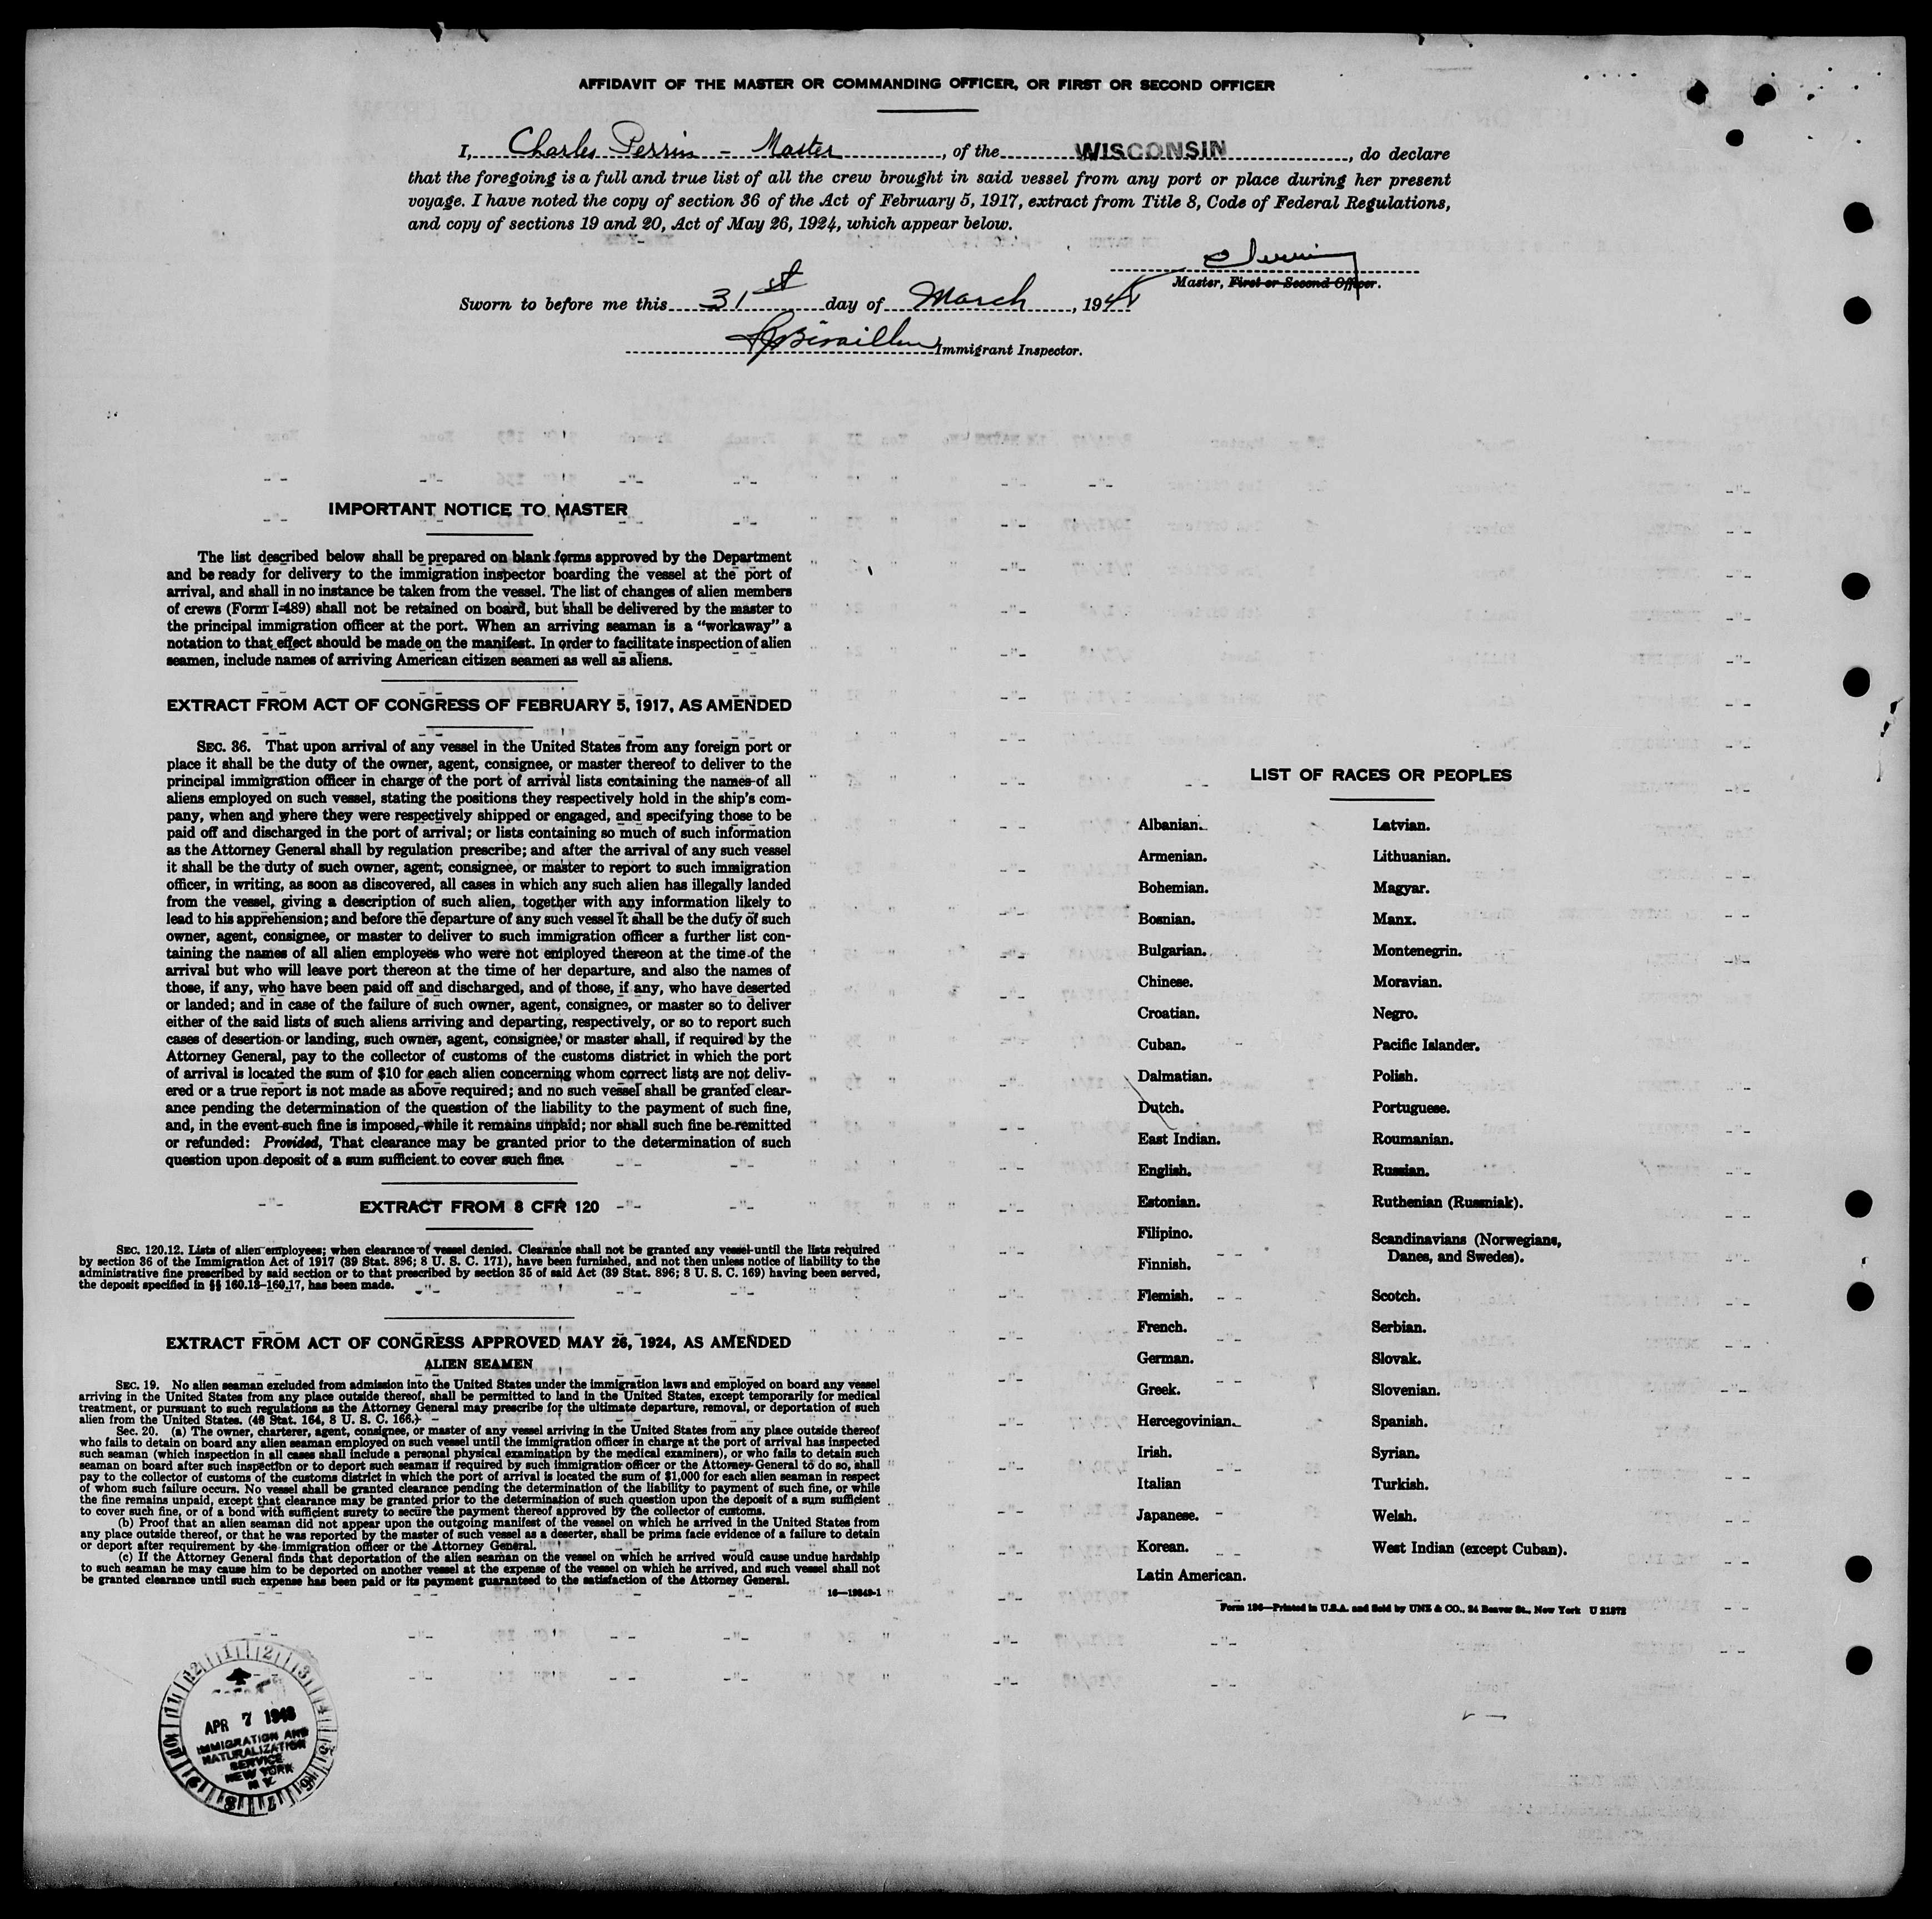 AFFIDAVIT OF THE MASTER OR COMMANDING OFFICER, OR FIRST OR SECOND OFFICER
I, Charles Perrin - Master, of the WISCONSIN, do declare
that the foregoing is a full and true list of all the crew brought in said vessel from any port or place during her present
voyage. I have noted the copy of section 36 of the Act of February 5, 1917, extract from Title 8, Code of Federal Regulations,
and copy of sections 19 and 20, Act of May 26, 1924, which appear below.
Master, First or Second Officer.
Sworn to before me this 31st day of March, 194
Immigrant Inspector.
IMPORTANT NOTICE TO MASTER
The list described below shall be prepared on blank forms approved by the Department
and be ready for delivery to the immigration inspector boarding the vessel at the port of
arrival, and shall in no instance be taken from the vessel. The list of changes of alien members
of crews (Form I-489) shall not be retained on board, but shall be delivered by the master to
the principal immigration officer at the port. When an arriving seaman is a "workaway" a
notation to that effect should be made on the manifest. In order to facilitate inspection of alien
seamen, include names of arriving American citizen seamen as well as aliens.
EXTRACT FROM ACT OF CONGRESS OF FEBRUARY 5, 1917, AS AMENDED
SEC. 36. That upon arrival of any vessel in the United States from any foreign port or
place it shall be the duty of the owner, agent, consignee, or master thereof to deliver to the
principal immigration officer in charge of the port of arrival lists containing the names of all
aliens employed on such vessel, stating the positions they respectively hold in the ship's com-
pany, when and where they were respectively shipped or engaged, and specifying those to be
paid off and discharged in the port of arrival; or lists containing so much of such information
as the Attorney General shall by regulation prescribe; and after the arrival of any such vessel
it shall be the duty of such owner, agent, consignee, or master to report to such immigration
officer, in writing, as soon as discovered, all cases in which any such alien has illegally landed
from the vessel, giving a description of such alien, together with any information likely to
lead to his apprehension; and before the departure of any such vessel it shall be the duty of such
owner, agent, consignee, or master to deliver to such immigration officer a further list con-
taining the names of all alien employees who were not employed thereon at the time of the
arrival but who will leave port thereon at the time of her departure, and also the names of
those, if any, who have been paid off and discharged, and of those, if any, who have deserted
or landed; and in case of the failure of such owner, agent, consignee, or master so to deliver
either of the said lists of such aliens arriving and departing, respectively, or so to report such
cases of desertion or landing, such owner, agent, consignee, or master shall, if required by the
Attorney General, pay to the collector of customs of the customs district in which the port
of arrival is located the sum of $10 for each alien concerning whom correct lists are not deliv-
ered or a true report is not made as above required; and no such vessel shall be granted clear-
ance pending the determination of the question of the liability to the payment of such fine,
and, in the event such fine is imposed, while it remains unpaid; nor shall such fine be remitted
or refunded: Provided, That clearance may be granted prior to the determination of such
question upon deposit of a sum sufficient to cover such fine.
EXTRACT FROM 8 CFR 120
SEC. 120.12. Lists of alien employees; when clearance of vessel denied. Clearance shall not be granted any vessel until the lists required
by section 36 of the Immigration Act of 1917 (39 Stat. 896; 8 U. S. C. 171), have been furnished, and not then unless notice of liability to the
administrative fine prescribed by said section or to that prescribed by section 35 of said Act (39 Stat. 896; 8 U. S. C. 169) having been served,
the deposit specified in §§ 160.13-160.17, has been made.
EXTRACT FROM ACT OF CONGRESS APPROVED MAY 26, 1924, AS AMENDED
ALIEN SEAMEN
SEC. 19. No alien seaman excluded from admission into the United States under the immigration laws and employed on board any vessel
arriving in the United States from any place outside thereof, shall be permitted to land in the United States, except temporarily for medical
treatment, or pursuant to such regulations as the Attorney General may prescribe for the ultimate departure, removal, or deportation of such
alien from the United States. (43 Stat. 164, 8 U. S. C. 166.)
Sec. 20. (a) The owner, charterer, agent, consignee, or master of any vessel arriving in the United States from any place outside thereof
who fails to detain on board any alien seaman employed on such vessel until the immigration officer in charge at the port of arrival has inspected
such seaman (which inspection in all cases shall include a personal physical examination by the medical examiners), or who fails to detain such
seaman on board after such inspection or to deport such seaman if required by such immigration officer or the Attorney General to do so, shall
pay to the collector of customs of the customs district in which the port of arrival is located the sum of $1,000 for each alien seaman in respect
of whom such failure occurs. No vessel shall be granted clearance pending the determination of the liability to payment of such fine, or while
the fine remains unpaid, except that clearance may be granted prior to the determination of such question upon the deposit of a sum sufficient
to cover such fine, or of a bond with sufficient surety to secure the payment thereof approved by the collector of customs.
(b) Proof that an alien seaman did not appear upon the outgoing manifest of the vessel on which he arrived in the United States from
any place outside thereof, or that he was reported by the master of such vessel as a deserter, shall be prima facie evidence of a failure to detain
or deport after requirement by the immigration officer or the Attorney General.
(c) If the Attorney General finds that deportation of the alien seaman on the vessel on which he arrived would cause undue hardship
to such seaman he may cause him to be deported on another vessel at the expense of the vessel on which he arrived, and such vessel shall not
be granted clearance until such expense has been paid or its payment guaranteed to the satisfaction of the Attorney General.
16—19849-1
LIST OF RACES OR PEOPLES
Albanian.
Armenian.
Bohemian.
Bosnian.
Bulgarian.
Chinese.
Croatian.
Cuban.
Dalmatian.
Dutch.
East Indian.
English.
Estonian.
Filipino.
Finnish.
Flemish.
French.
German.
Greek.
Hercegovinian.
Irish.
Italian
Japanese.
Korean.
Latin American.
Latvian.
Lithuanian.
Magyar.
Manx.
Montenegrin.
Moravian.
Negro.
Pacific Islander.
Polish.
Portuguese.
Roumanian.
Russian.
Ruthenian (Russniak).
Scandinavians (Norwegians,
Danes, and Swedes).
Scotch.
Serbian.
Slovak.
Slovenian.
Spanish.
Syrian.
Turkish.
Welsh.
West Indian (except Cuban).
Form 136—Printed in U.S.A. and Sold by UNZ & CO., 24 Beaver St., New York U 21872
12 1 2 3 4 5 6 7 8 9 10 11
APR 7 1948
IMMIGRATION AND
NATURALIZATION
SERVICE
NEW YORK
N. Y.